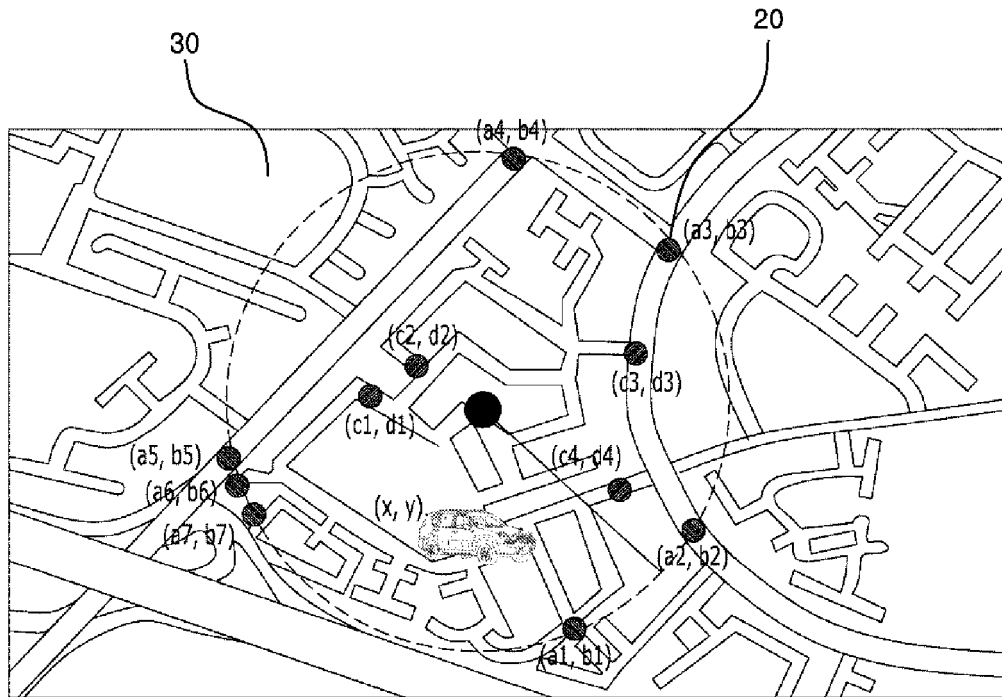 20
30
(a4, b4)
(a3, b3)
(c2, d2)
(c3, d3)
(c1, d1)
(a5, b5)
(c4, d4)
(a6, b6)
(x, y)
(a7, b7)
(a2, b2)
(a1, b1)